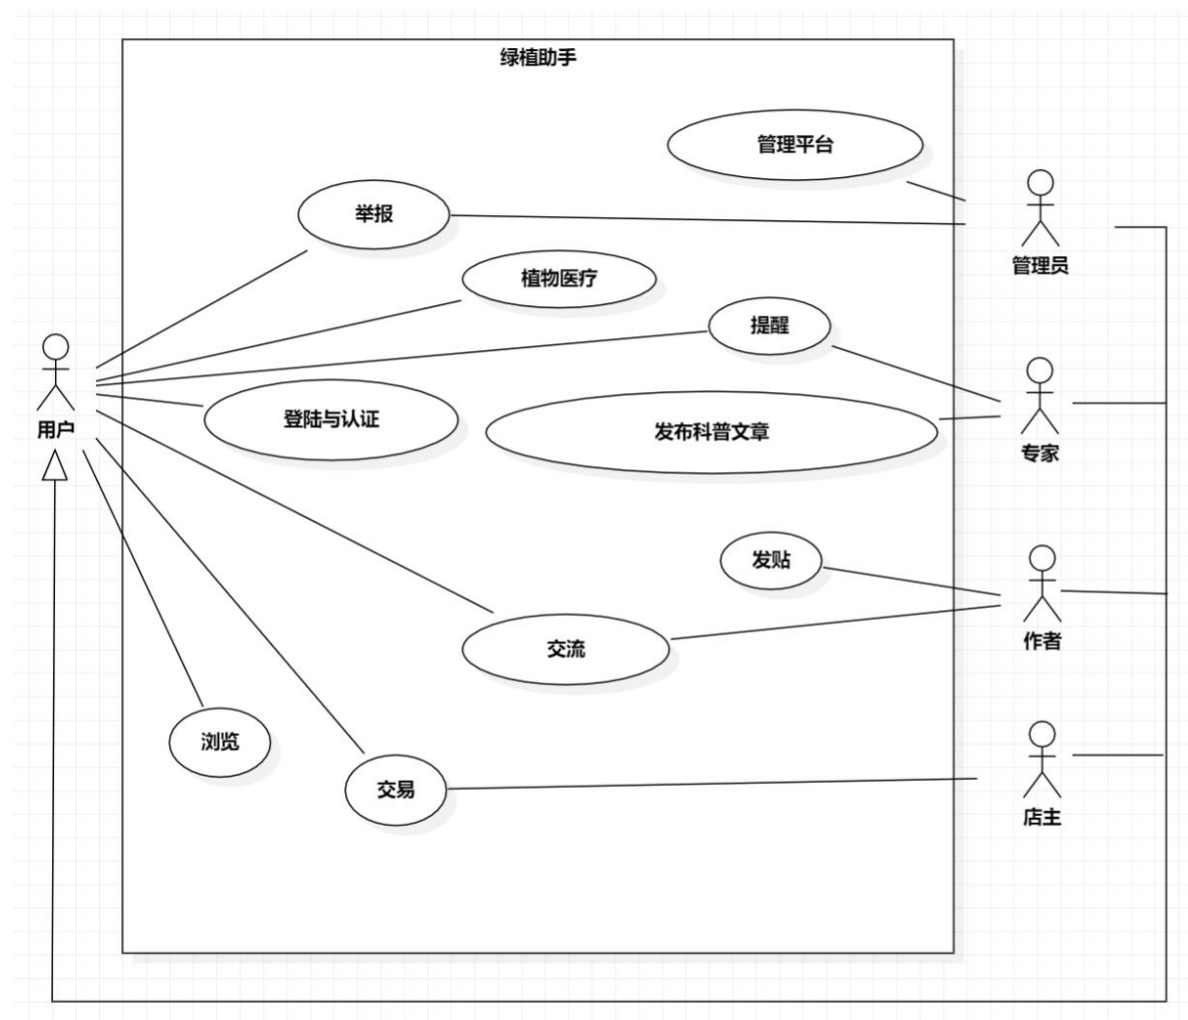 绿植助手
管理平台
举报
管理员
植物医疗
提醒
用户
登陆与认证
发布科普文章
专家
发贴
交流
作者
浏览
交易
店主